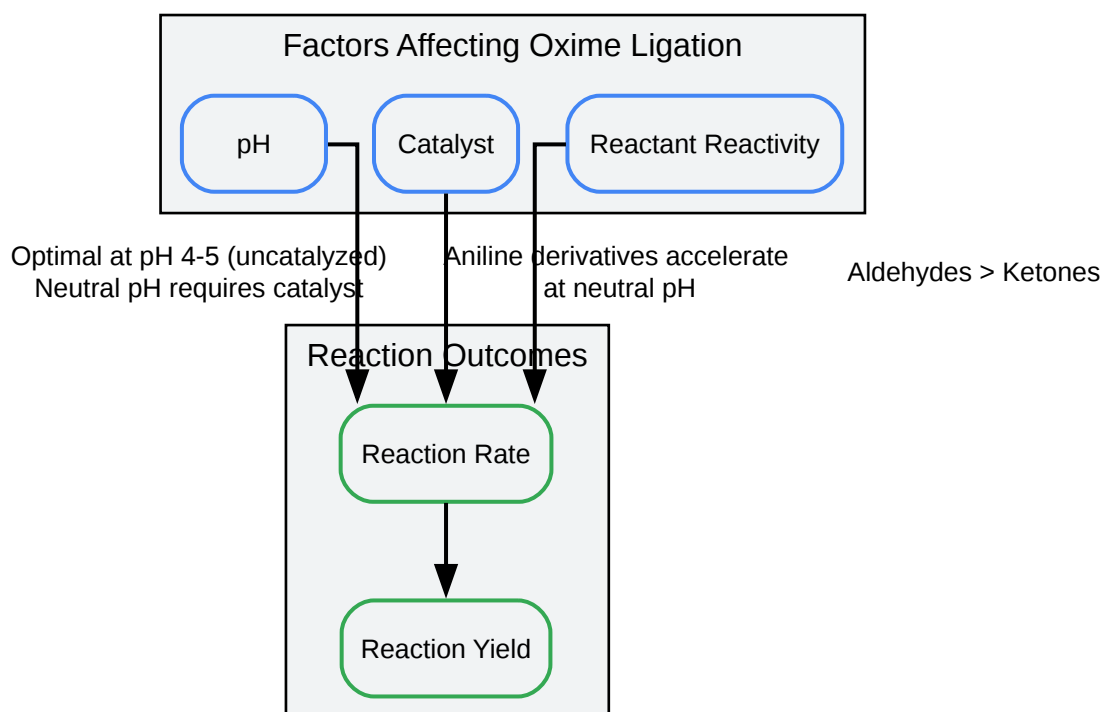 Factors Affecting Oxime Ligation
pH
Catalyst
Reactant Reactivity
Optimal at pH 4-5 (uncatalyzed)
Neutral pH requires catalyst
Aniline derivatives accelerate
at neutral pH
Aldehydes > Ketones
Reaction Outcomes
Reaction Rate
Reaction Yield